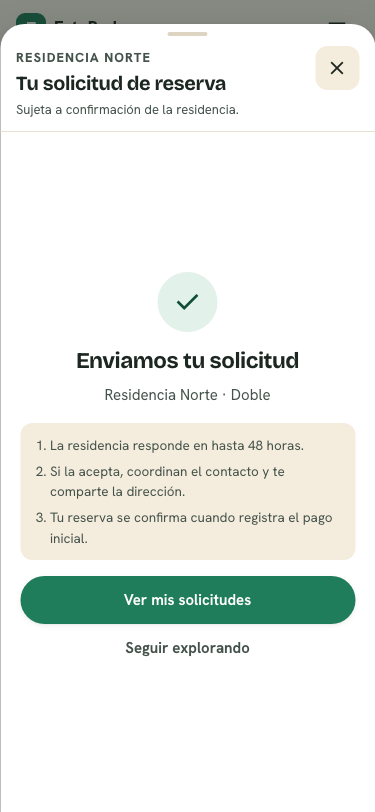 RESIDENCIA NORTE
Tu solicitud de reserva
Sujeta a confirmación de la residencia.
Enviamos tu solicitud
Residencia Norte · Doble
1. La residencia responde en hasta 48 horas.
2. Si la acepta, coordinan el contacto y te
comparte la dirección.
3. Tu reserva se confirma cuando registra el pago
inicial.
Ver mis solicitudes
Seguir explorando